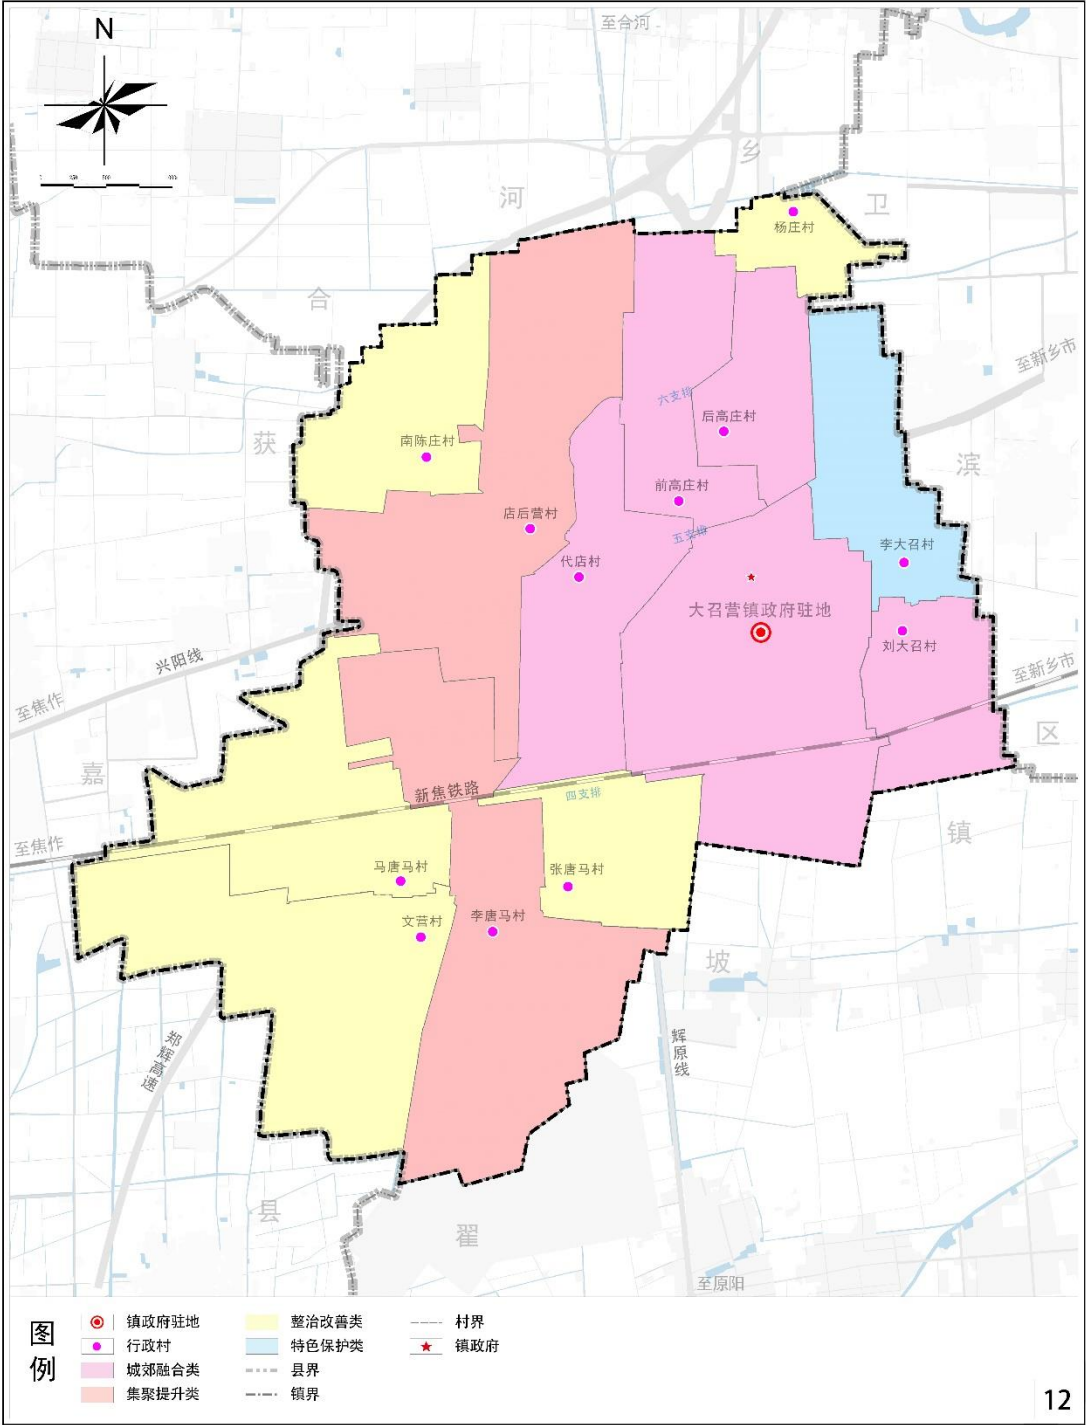 N
至合河
乡
河
卫
杨庄村
合
至新乡市
六支排
后高庄村
获
南陈庄村
滨
前高庄村
店后营村
五支排
李大召村
代店村
大召营镇政府驻地
刘大召村
兴阳线
至新乡市
至焦作
区
嘉
新焦铁路
四支排
镇
至焦作
马唐马村
张唐马村
文营村
李唐马村
坡
郑辉高速
辉原线
县
翟
至原阳
图例
镇政府驻地
行政村
城郊融合类
集聚提升类
整治改善类
特色保护类
县界
镇界
村界
镇政府
12